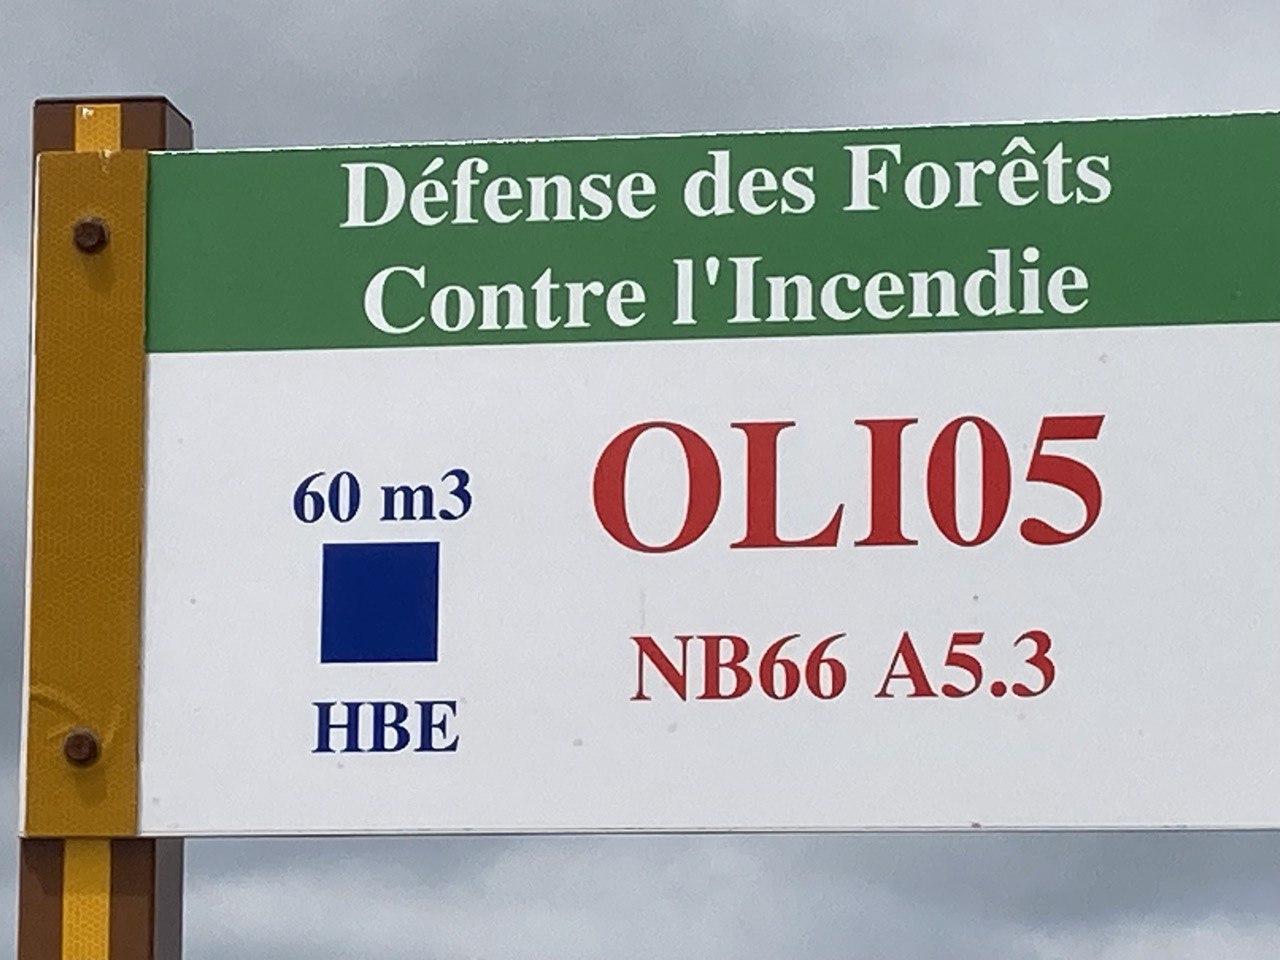 Défense des Forêts
Contre l'Incendie
OLI05
60 m3
NB66 A5.3
HBE